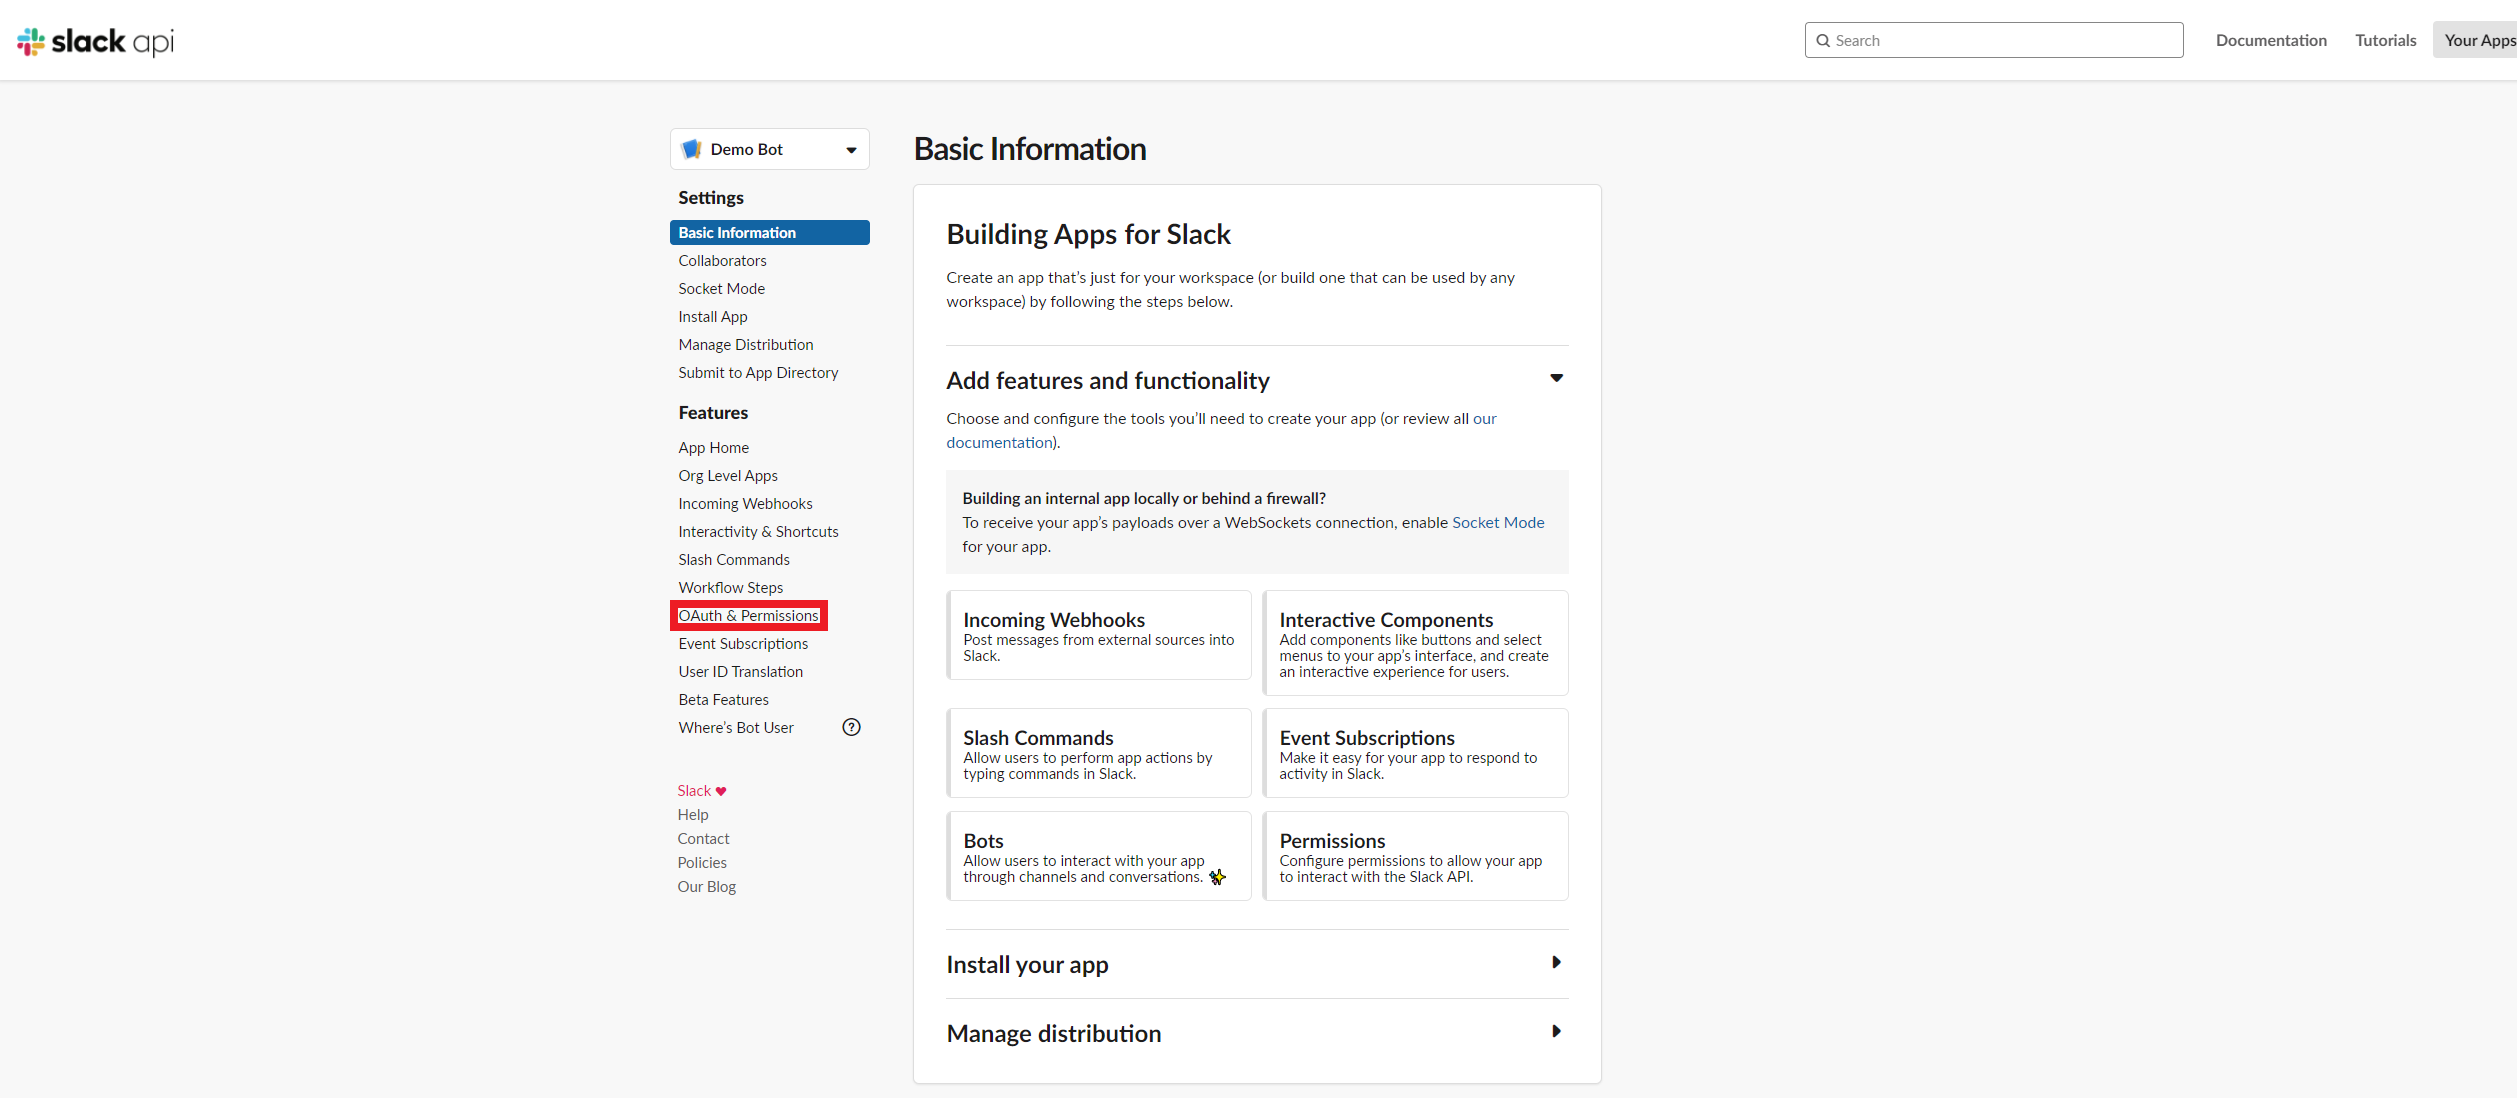 slack api
Search
Documentation
Tutorials
Your Apps
Demo Bot
Settings
Basic Information
Collaborators
Socket Mode
Install App
Manage Distribution
Submit to App Directory
Features
App Home
Org Level Apps
Incoming Webhooks
Interactivity & Shortcuts
Slash Commands
Workflow Steps
OAuth & Permissions
Event Subscriptions
User ID Translation
Beta Features
Where’s Bot User
Slack ♥
Help
Contact
Policies
Our Blog
Basic Information
Building Apps for Slack
Create an app that’s just for your workspace (or build one that can be used by any
workspace) by following the steps below.
Add features and functionality
Choose and configure the tools you’ll need to create your app (or review all our
documentation).
Building an internal app locally or behind a firewall?
To receive your app’s payloads over a WebSockets connection, enable Socket Mode
for your app.
Incoming Webhooks
Post messages from external sources into
Slack.
Interactive Components
Add components like buttons and select
menus to your app’s interface, and create
an interactive experience for users.
Slash Commands
Allow users to perform app actions by
typing commands in Slack.
Event Subscriptions
Make it easy for your app to respond to
activity in Slack.
Bots
Allow users to interact with your app
through channels and conversations. ✨
Permissions
Configure permissions to allow your app
to interact with the Slack API.
Install your app
Manage distribution